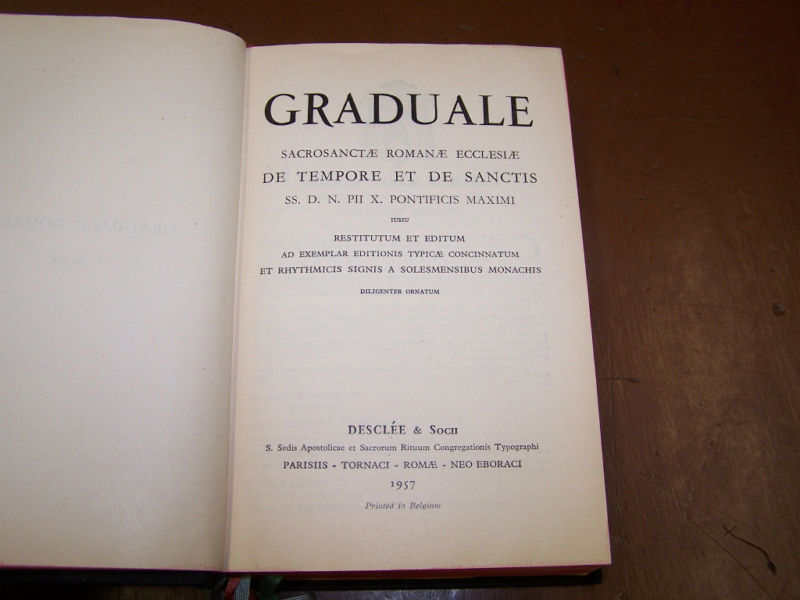 GRADUALE
SACROSANCTÆ ROMANÆ ECCLESIÆ
DE TEMPORE ET DE SANCTIS
SS. D. N. PII X. PONTIFICIS MAXIMI
IUSSU
RESTITUTUM ET EDITUM
AD EXEMPLAR EDITIONIS TYPICÆ CONCINNATUM
ET RHYTHMICIS SIGNIS A SOLESMENSIBUS MONACHIS
DILIGENTER ORNATUM
DESCLÉE & Socii
S. Sedis Apostolicae et Sacrorum Rituum Congregationis Typographi
PARISIIS - TORNACI - ROMÆ - NEO EBORACI
1957
Printed in Belgium